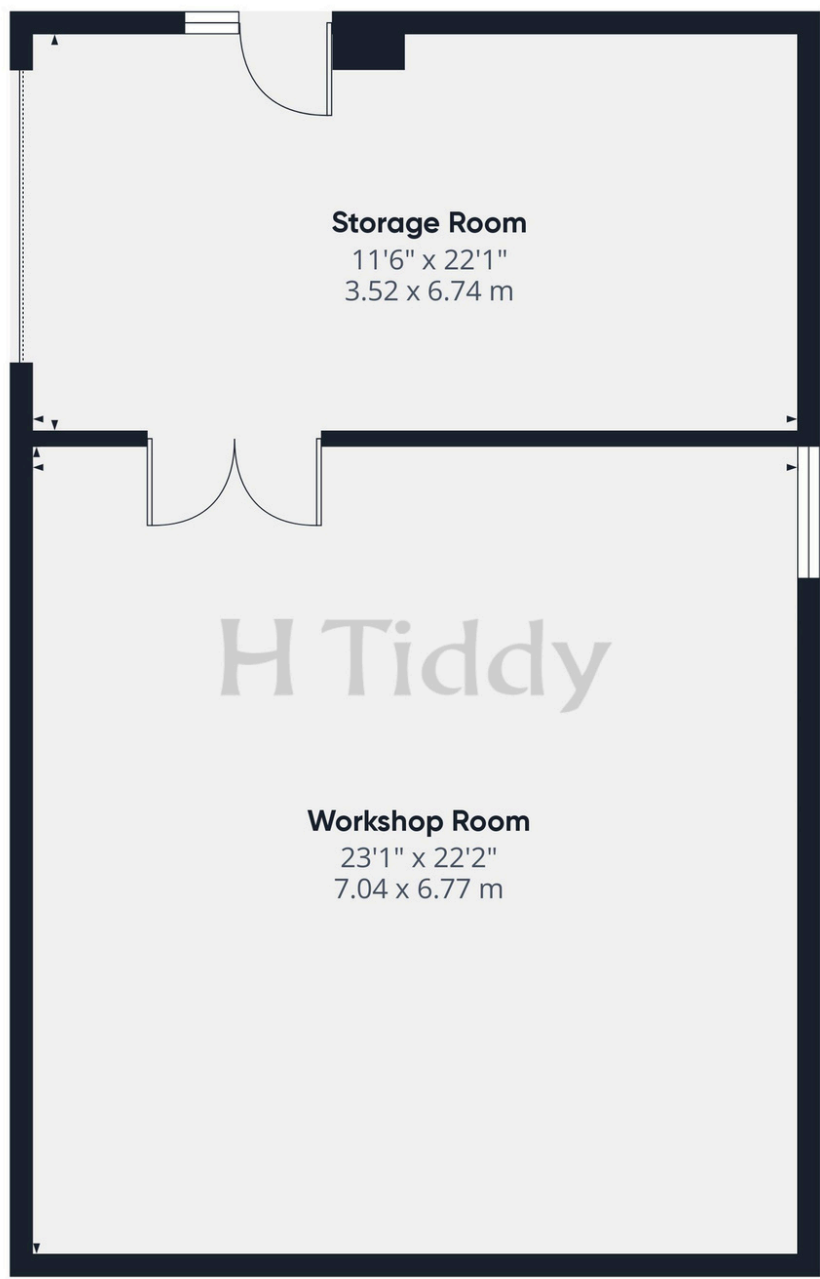 Storage Room
11'6" x 22'1"
3.52 x 6.74 m
H Tiddy
Workshop Room
23'1" x 22'2"
7.04 x 6.77 m